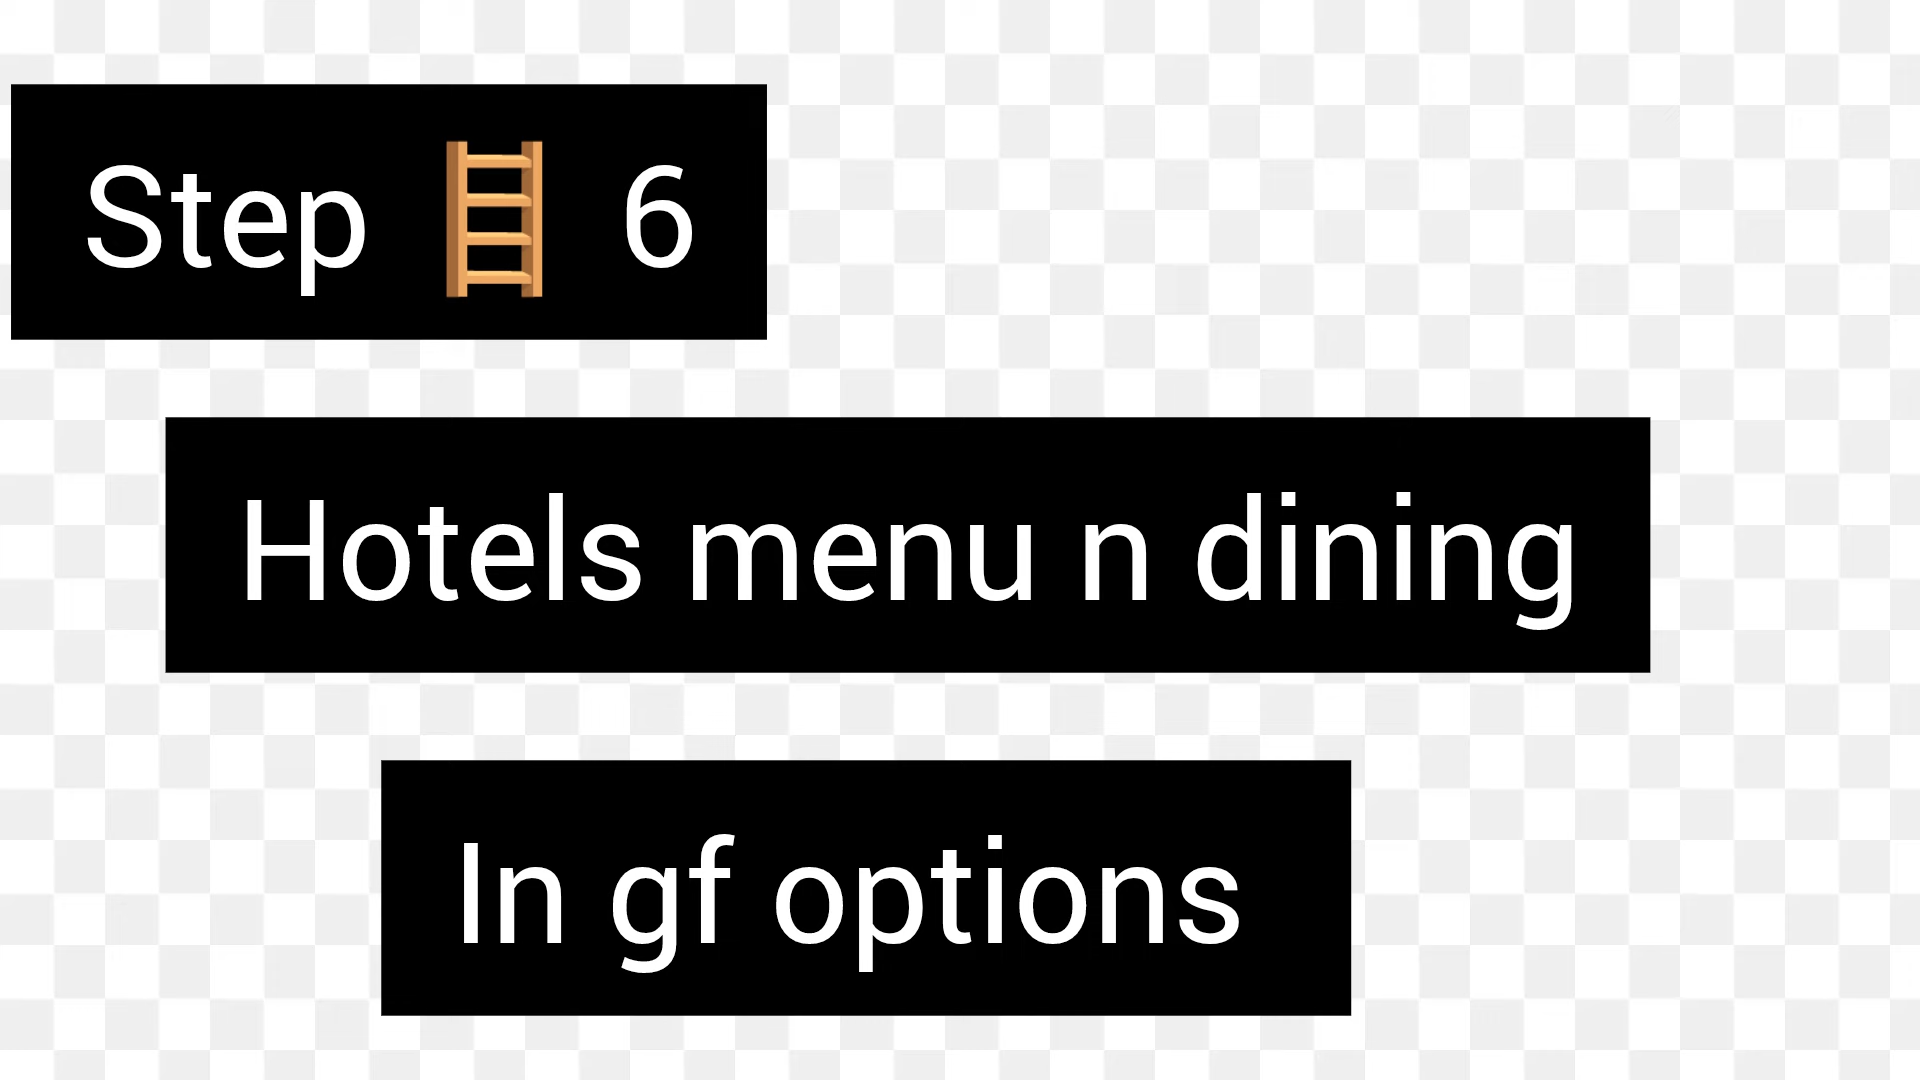 Step 🪜 6
Hotels menu n dining
In gf options